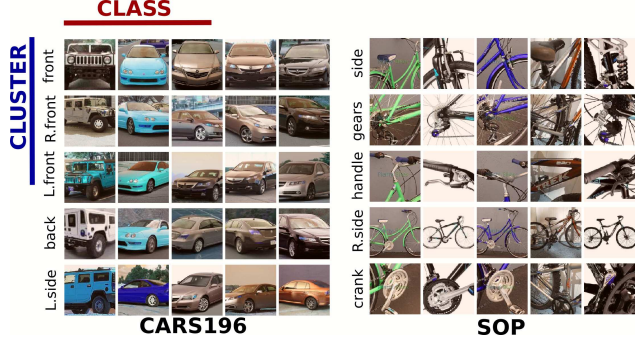 CLASS
CLUSTER
front
R.front
L.front
back
L.side
CARS196
side
gears
handle
R.side
crank
SOP